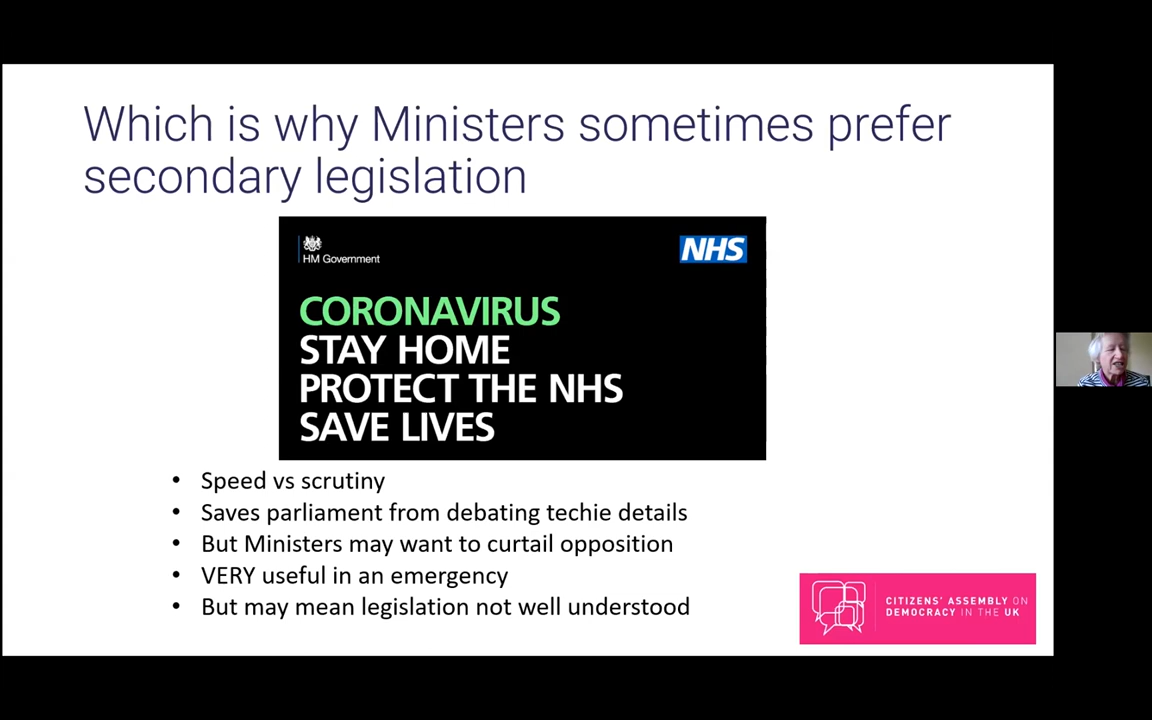 Which is why Ministers sometimes prefer
secondary legislation
HM Government
NHS
CORONAVIRUS
STAY HOME
PROTECT THE NHS
SAVE LIVES
• Speed vs scrutiny
• Saves parliament from debating techie details
• But Ministers may want to curtail opposition
• VERY useful in an emergency
• But may mean legislation not well understood
CITIZENS' ASSEMBLY ON
DEMOCRACY IN THE UK